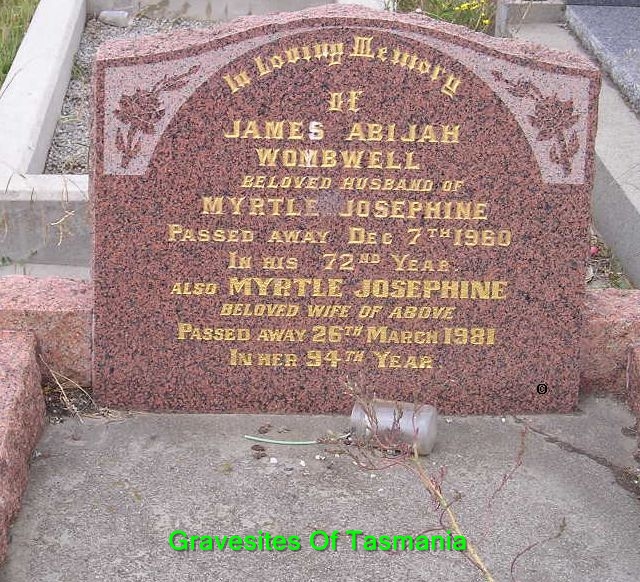 In Loving Memory
OF
JAMES ABIJAH
WOMBWELL
BELOVED HUSBAND OF
MYRTLE JOSEPHINE
PASSED AWAY DEC 7TH 1960
IN HIS 72ND YEAR.
ALSO MYRTLE JOSEPHINE
BELOVED WIFE OF ABOVE
PASSED AWAY 26TH MARCH 1981
IN HER 94TH YEAR.
Gravesites Of Tasmania